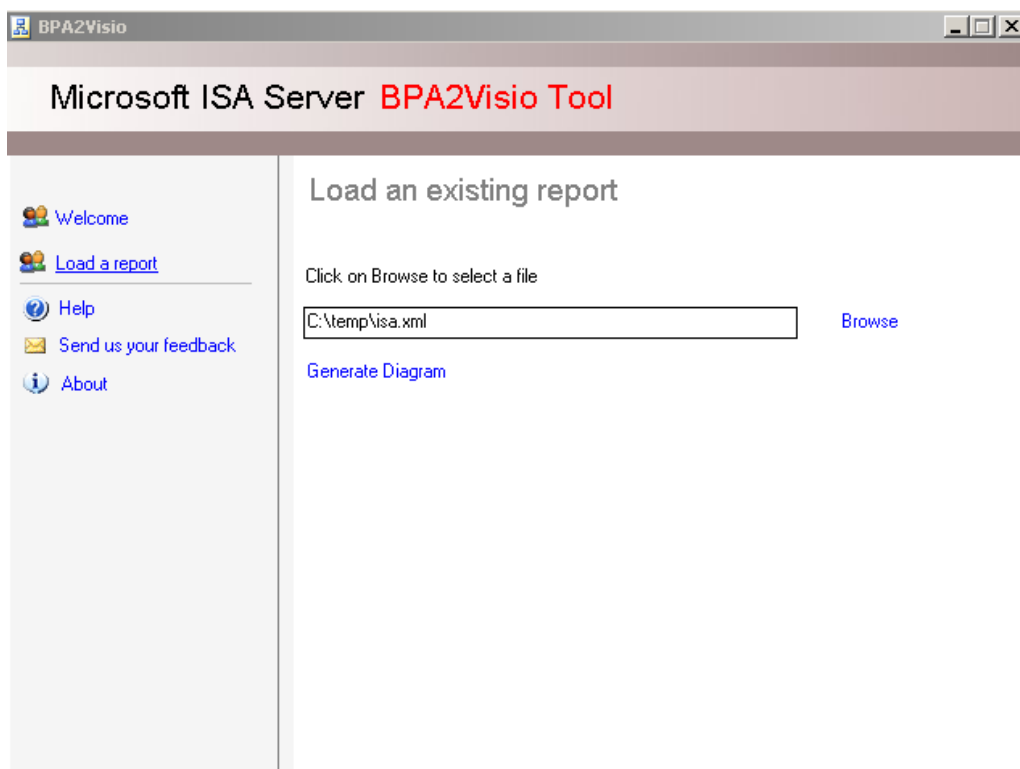 BPA2Visio
Microsoft ISA Server BPA2Visio Tool
Welcome
Load a report
Help
Send us your feedback
About
Load an existing report
Click on Browse to select a file
C:\temp\isa.xml
Browse
Generate Diagram